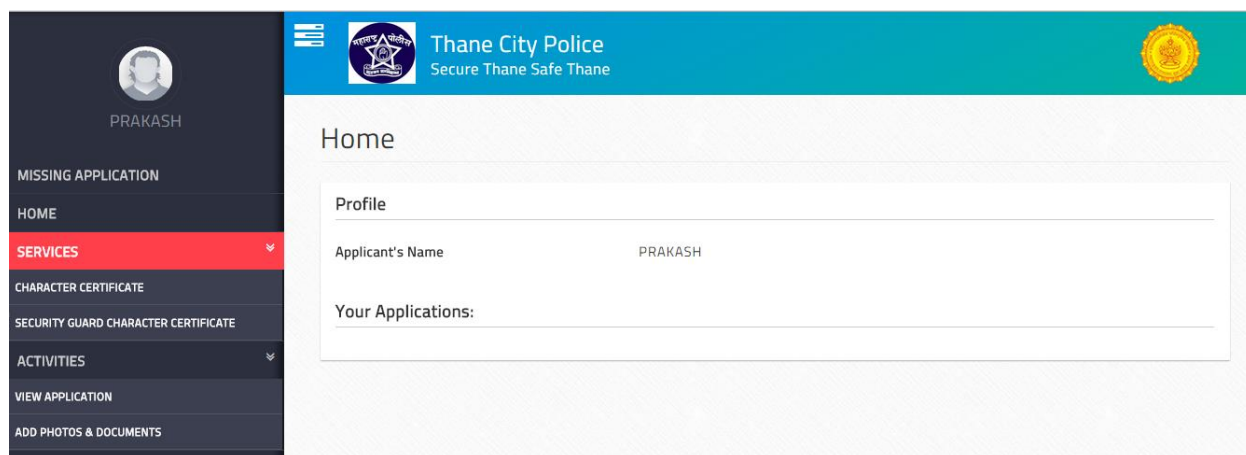 PRAKASH
MISSING APPLICATION
HOME
SERVICES
CHARACTER CERTIFICATE
SECURITY GUARD CHARACTER CERTIFICATE
ACTIVITIES
VIEW APPLICATION
ADD PHOTOS & DOCUMENTS
महाराष्ट्र पोलीस
Thane City Police
Secure Thane Safe Thane
Home
Profile
Applicant's Name PRAKASH
Your Applications: